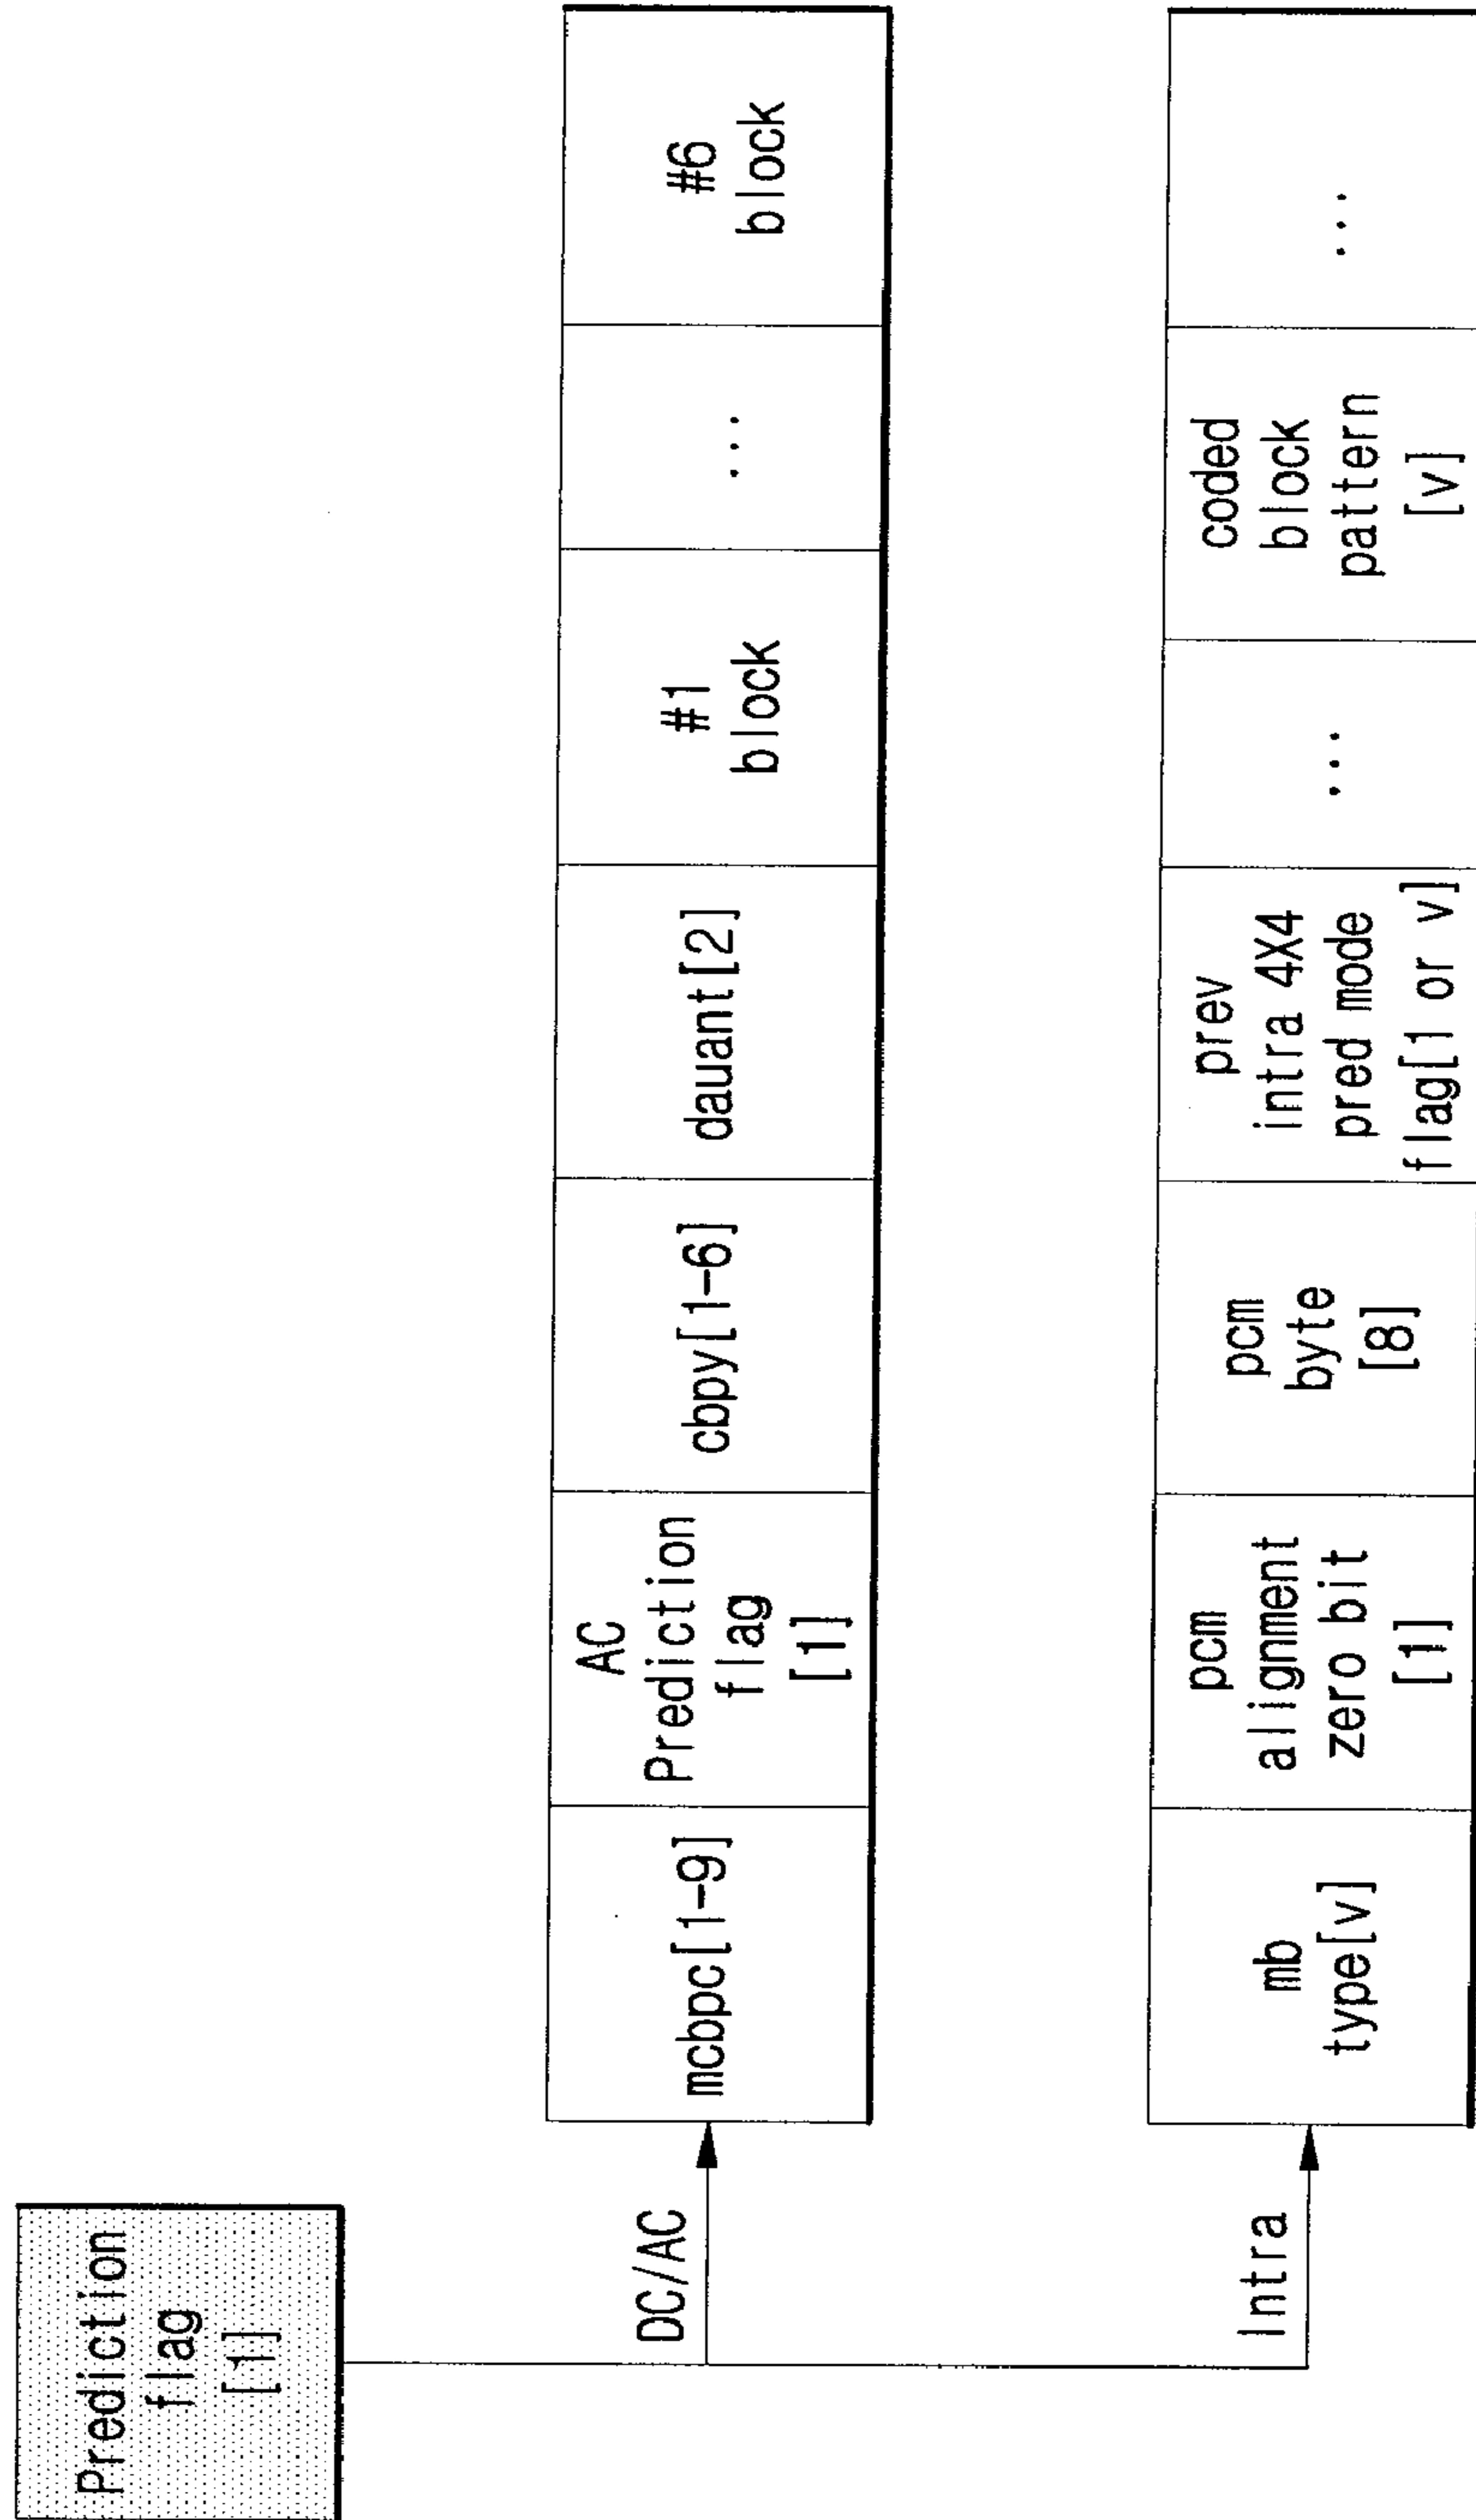 Prediction
flag
[1]
DC/AC
mcbpc[1-9]
AC
Prediction
flag
[1]
cbpy[1-6]
dauant[2]
#1
block
...
#6
block
Intra
mb
type[v]
pcm
alignment
zero bit
[1]
pcm
byte
[8]
prev
intra 4X4
pred mode
flag[1 or v]
...
coded
block
pattern
[v]
...